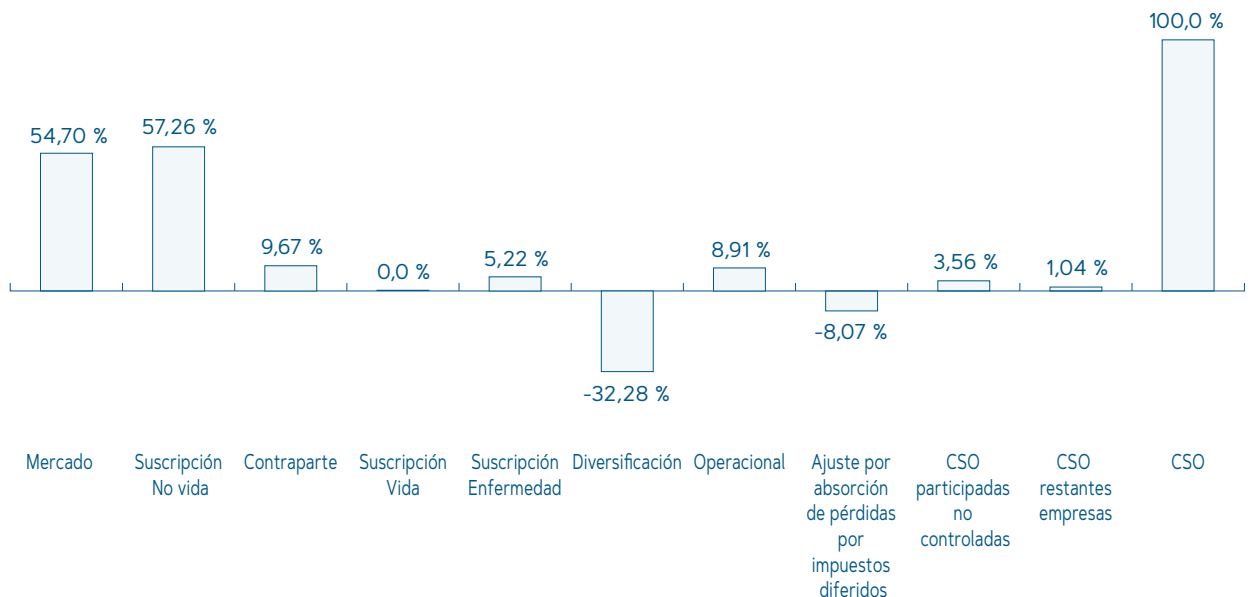 100,0 %
54,70 %
57,26 %
9,67 %
0,0 %
5,22 %
-32,28 %
8,91 %
-8,07 %
3,56 %
1,04 %
Mercado
Suscripción
No vida
Contraparte
Suscripción
Vida
Suscripción
Enfermedad
Diversificación
Operacional
Ajuste por
absorción
de pérdidas
por
impuestos
diferidos
CSO
participadas
no
controladas
CSO
restantes
empresas
CSO